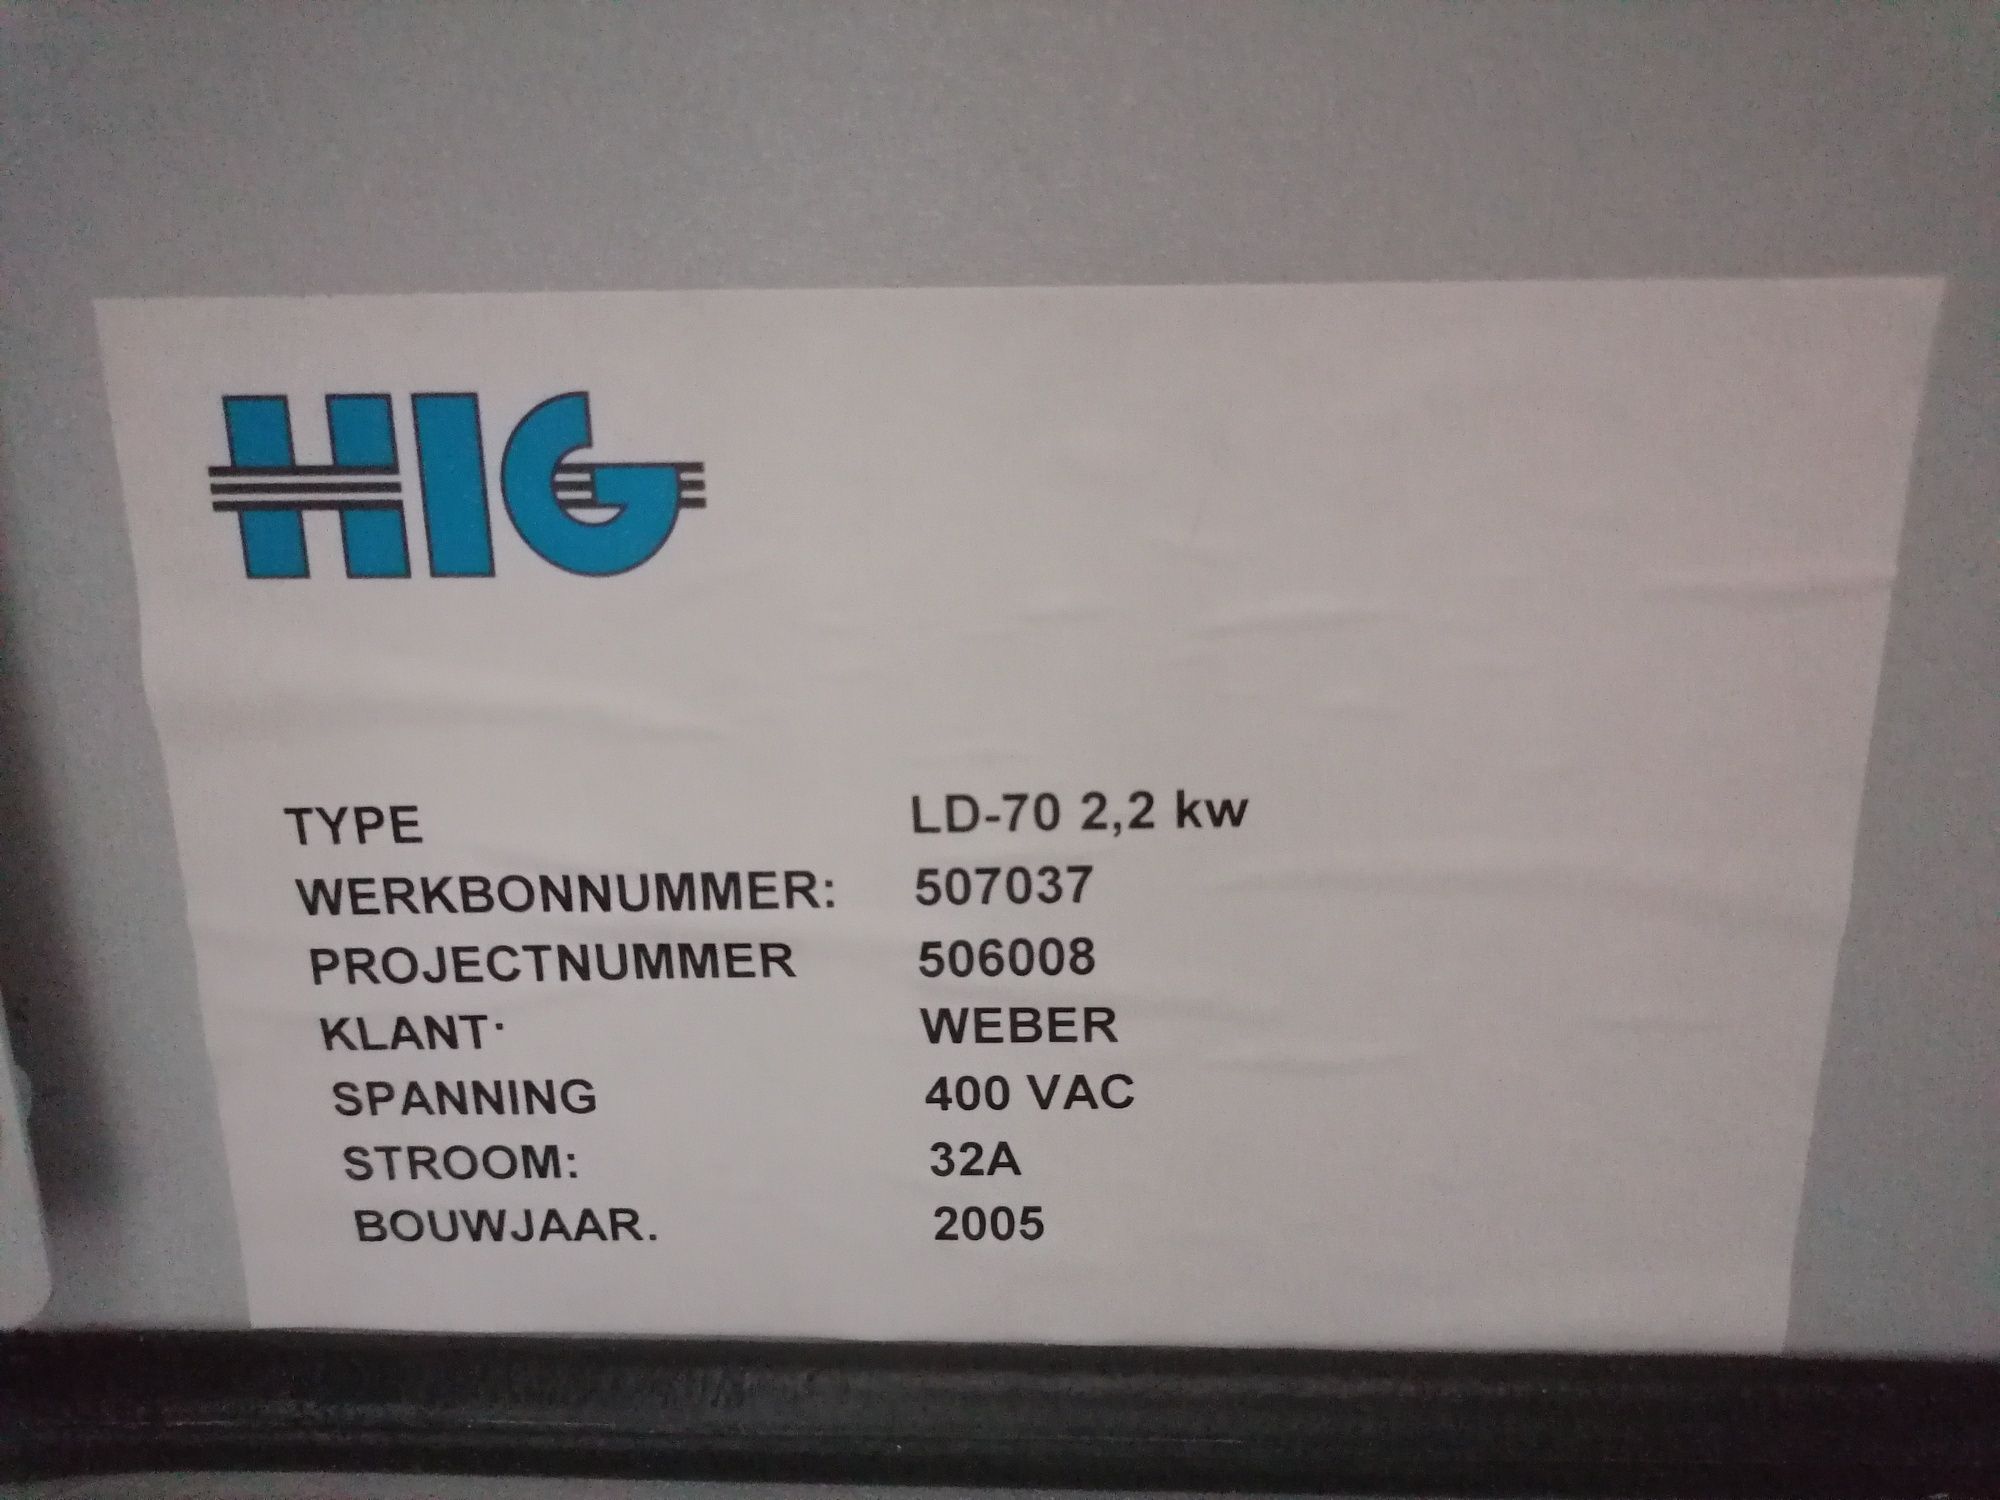 HIG
TYPE LD-70 2,2 kw
WERKBONNUMMER: 507037
PROJECTNUMMER 506008
KLANT· WEBER
SPANNING 400 VAC
STROOM: 32A
BOUWJAAR. 2005